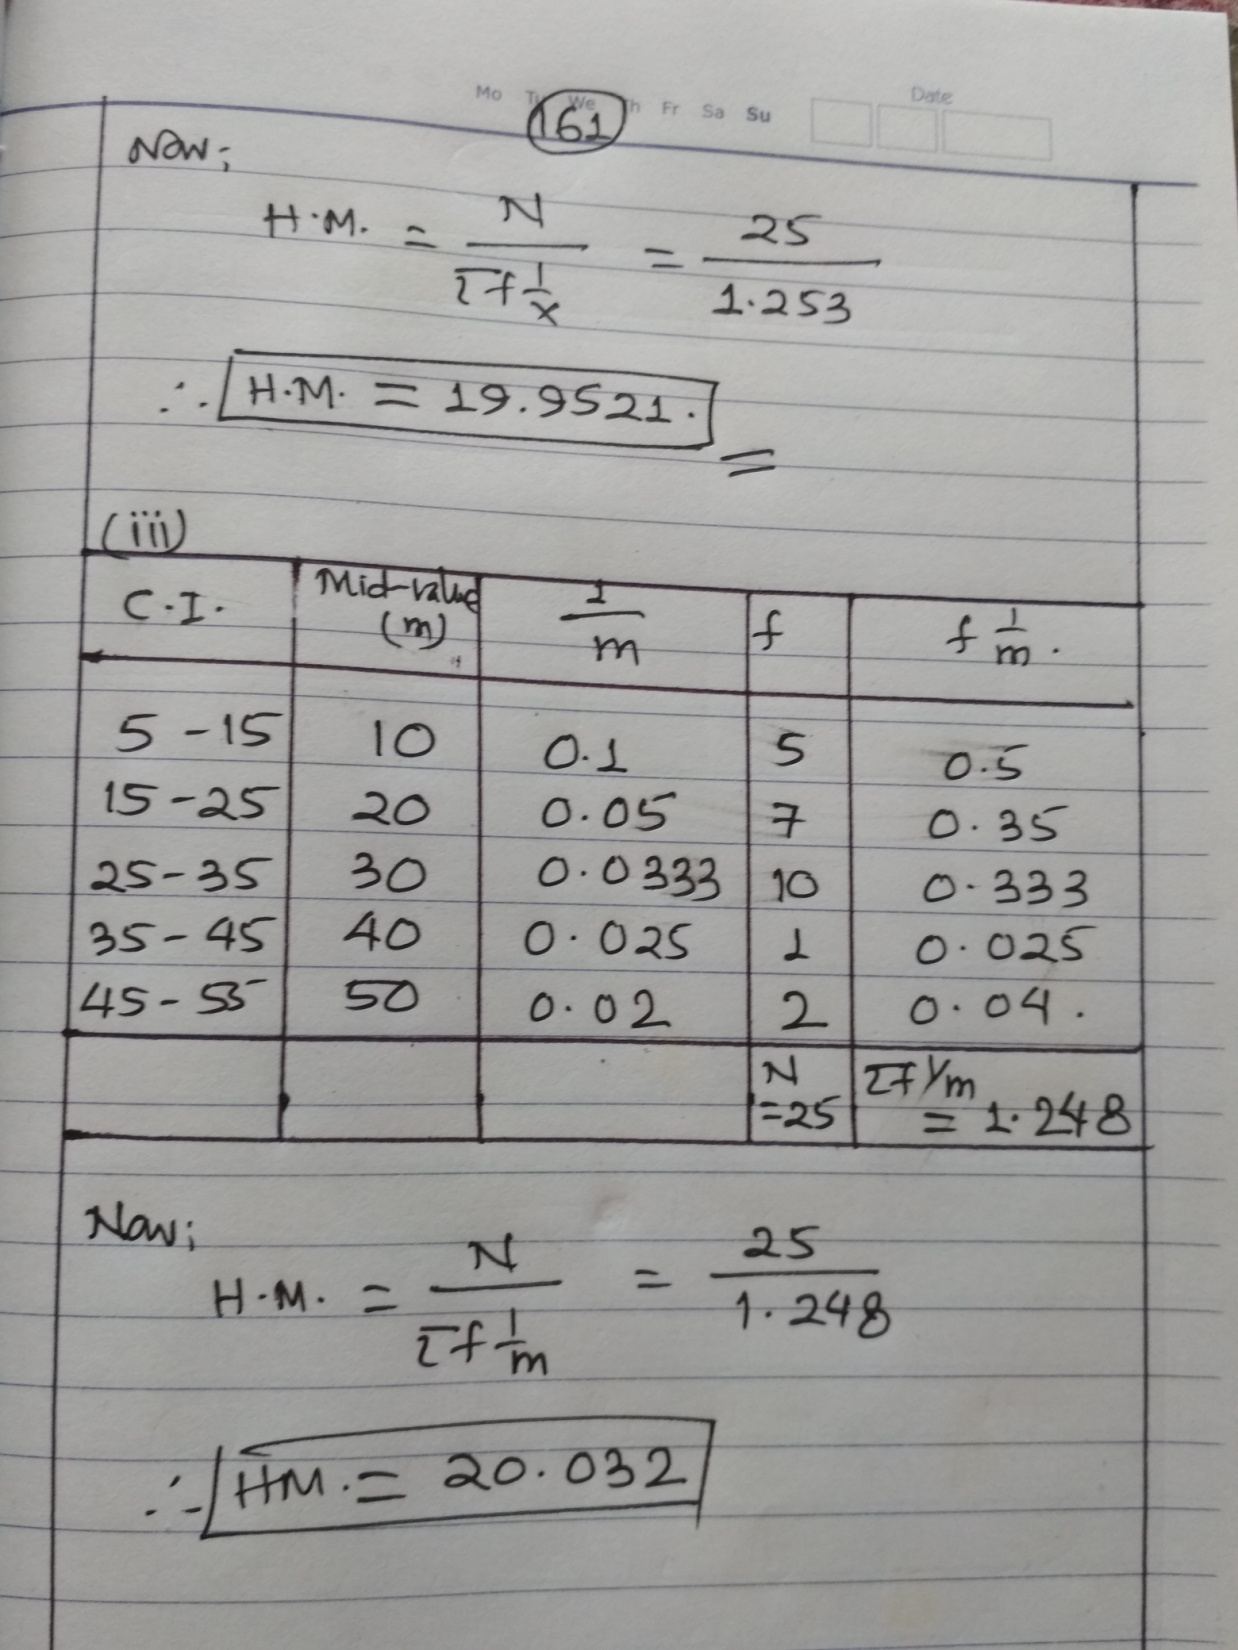 Mo Tu We Th Fr Sa Su Date
161
Now;
H.M. = N / Σf 1/x = 25 / 1.253
∴ H.M. = 19.9521.
(iii)
C.I. Mid-value (m) 1/m f f 1/m.
5-15 10 0.1 5 0.5
15-25 20 0.05 7 0.35
25-35 30 0.0333 10 0.333
35-45 40 0.025 1 0.025
45-55 50 0.02 2 0.04.
N =25 Σf 1/m = 1.248
Now;
H.M. = N / Σf 1/m = 25 / 1.248
∴ HM. = 20.032